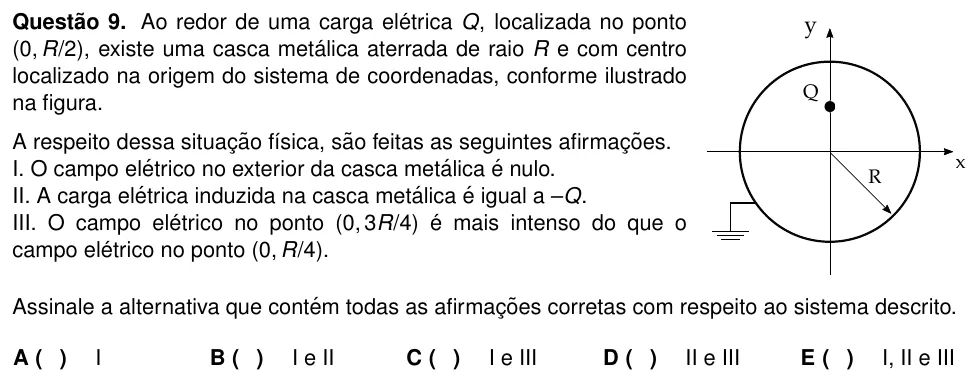 Questão 9. Ao redor de uma carga elétrica Q, localizada no ponto
(0, R/2), existe uma casca metálica aterrada de raio R e com centro
localizado na origem do sistema de coordenadas, conforme ilustrado
na figura.
A respeito dessa situação física, são feitas as seguintes afirmações.
I. O campo elétrico no exterior da casca metálica é nulo.
II. A carga elétrica induzida na casca metálica é igual a –Q.
III. O campo elétrico no ponto (0, 3R/4) é mais intenso do que o
campo elétrico no ponto (0, R/4).
y
Q
x
R
Assinale a alternativa que contém todas as afirmações corretas com respeito ao sistema descrito.
A ( ) I B ( ) I e II C ( ) I e III D ( ) II e III E ( ) I, II e III